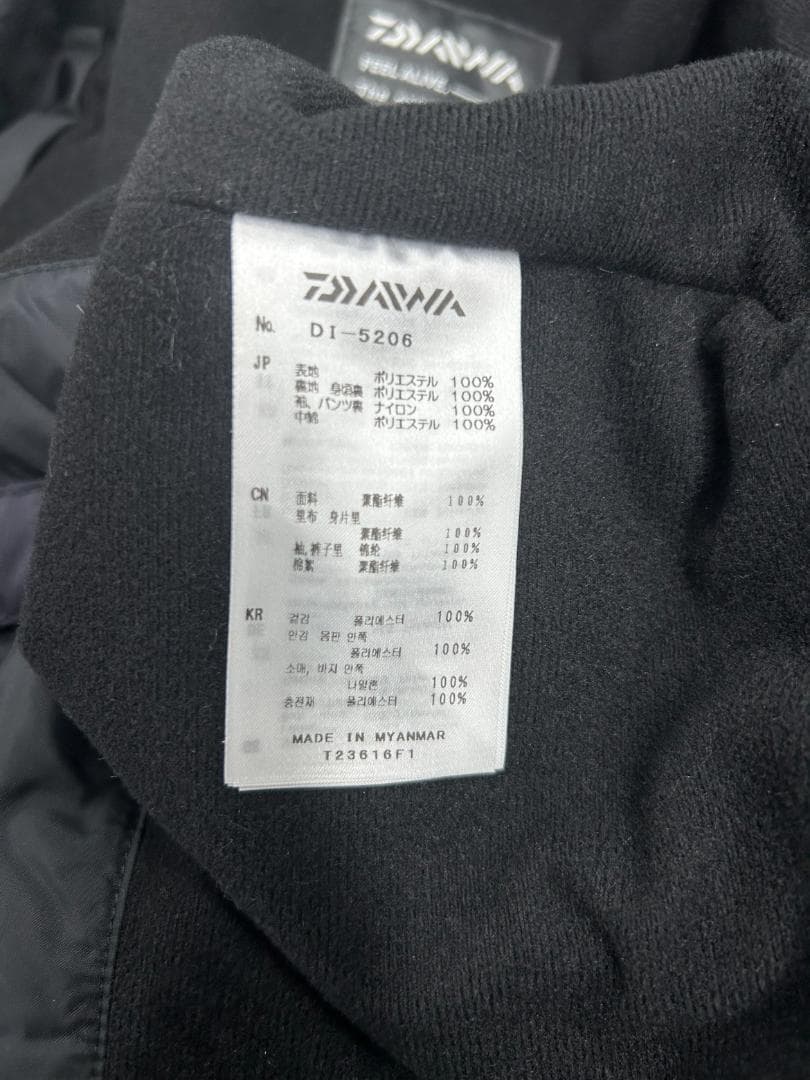 DAIWA
FEEL ALIVE.
DAIWA
No. DI-5206
JP 表地 ポリエステル 100%
裏地 身頃裏 ポリエステル 100%
袖、パンツ裏 ナイロン 100%
中綿 ポリエステル 100%
CN 面料 聚酯纤维 100%
里布 身片里
聚酯纤维 100%
袖,裤子里 锦纶 100%
棉絮 聚酯纤维 100%
KR 겉감 폴리에스터 100%
안감 몸판 안쪽
폴리에스터 100%
소매, 바지 안쪽
나일론 100%
충전재 폴리에스터 100%
MADE IN MYANMAR
T23616F1